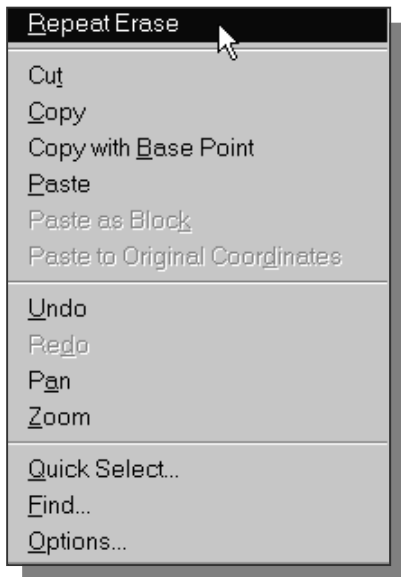 Repeat Erase
Cut
Copy
Copy with Base Point
Paste
Paste as Block
Paste to Original Coordinates
Undo
Redo
Pan
Zoom
Quick Select...
Find...
Options...